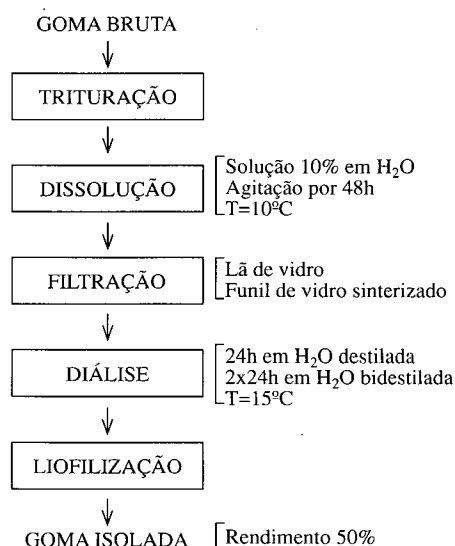 GOMA BRUTA
TRITURAÇÃO
DISSOLUÇÃO
Solução 10% em H₂O
Agitação por 48h
T=10ºC
FILTRAÇÃO
Lã de vidro
Funil de vidro sinterizado
DIÁLISE
24h em H₂O destilada
2x24h em H₂O bidestilada
T=15ºC
LIOFILIZAÇÃO
GOMA ISOLADA
Rendimento 50%